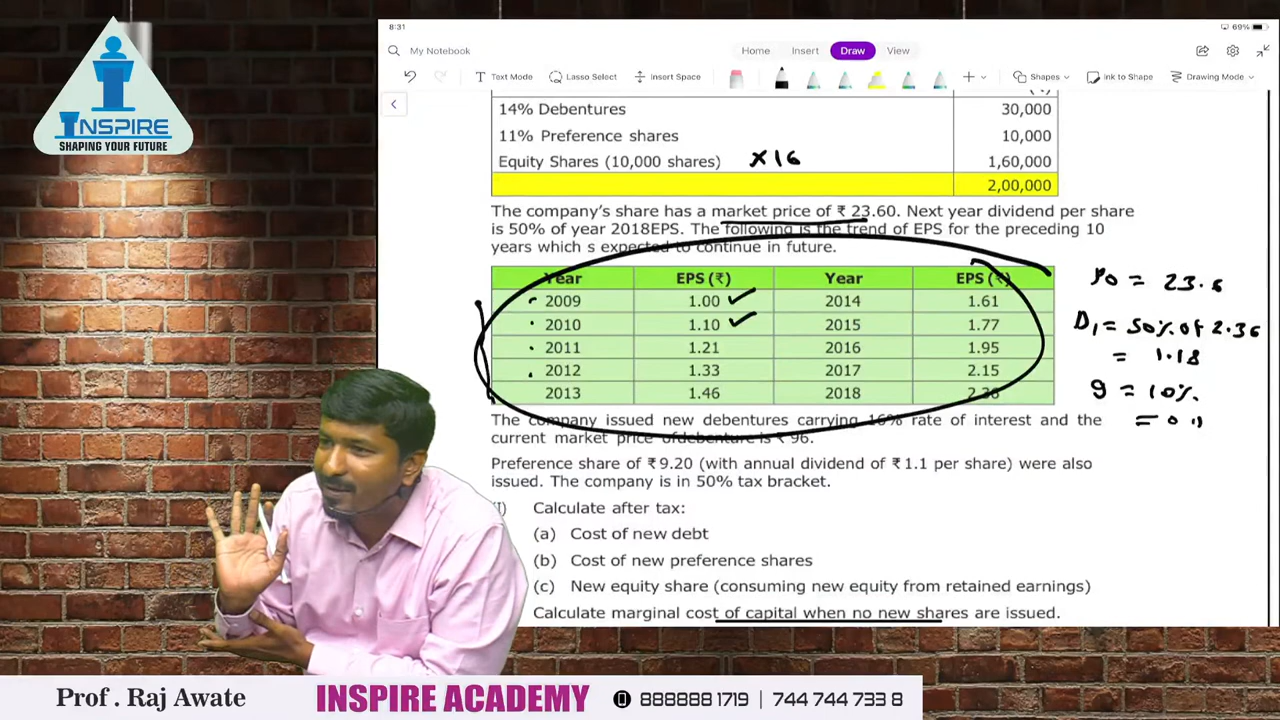 INSPIRE
SHAPING YOUR FUTURE
8:31
69%
My Notebook
Home Insert Draw View
Text Mode Lasso Select Insert Space Shapes Ink to Shape Drawing Mode
14% Debentures 30,000
11% Preference shares 10,000
Equity Shares (10,000 shares) ×16 1,60,000
2,00,000
The company's share has a market price of ₹ 23.60. Next year dividend per share
is 50% of year 2018EPS. The following is the trend of EPS for the preceding 10
years which s expected to continue in future.
Year EPS (₹) Year EPS (₹)
2009 1.00 2014 1.61
2010 1.10 2015 1.77
2011 1.21 2016 1.95
2012 1.33 2017 2.15
2013 1.46 2018 2.36
P0 = 23.6
D1 = 50% of 2.36
= 1.18
g = 10%
= 0.1
The company issued new debentures carrying 16% rate of interest and the
current market price ofdebenture is ₹ 96.
Preference share of ₹9.20 (with annual dividend of ₹1.1 per share) were also
issued. The company is in 50% tax bracket.
(I) Calculate after tax:
(a) Cost of new debt
(b) Cost of new preference shares
(c) New equity share (consuming new equity from retained earnings)
Calculate marginal cost of capital when no new shares are issued.
Prof . Raj Awate INSPIRE ACADEMY 888888 1719 | 744 744 733 8